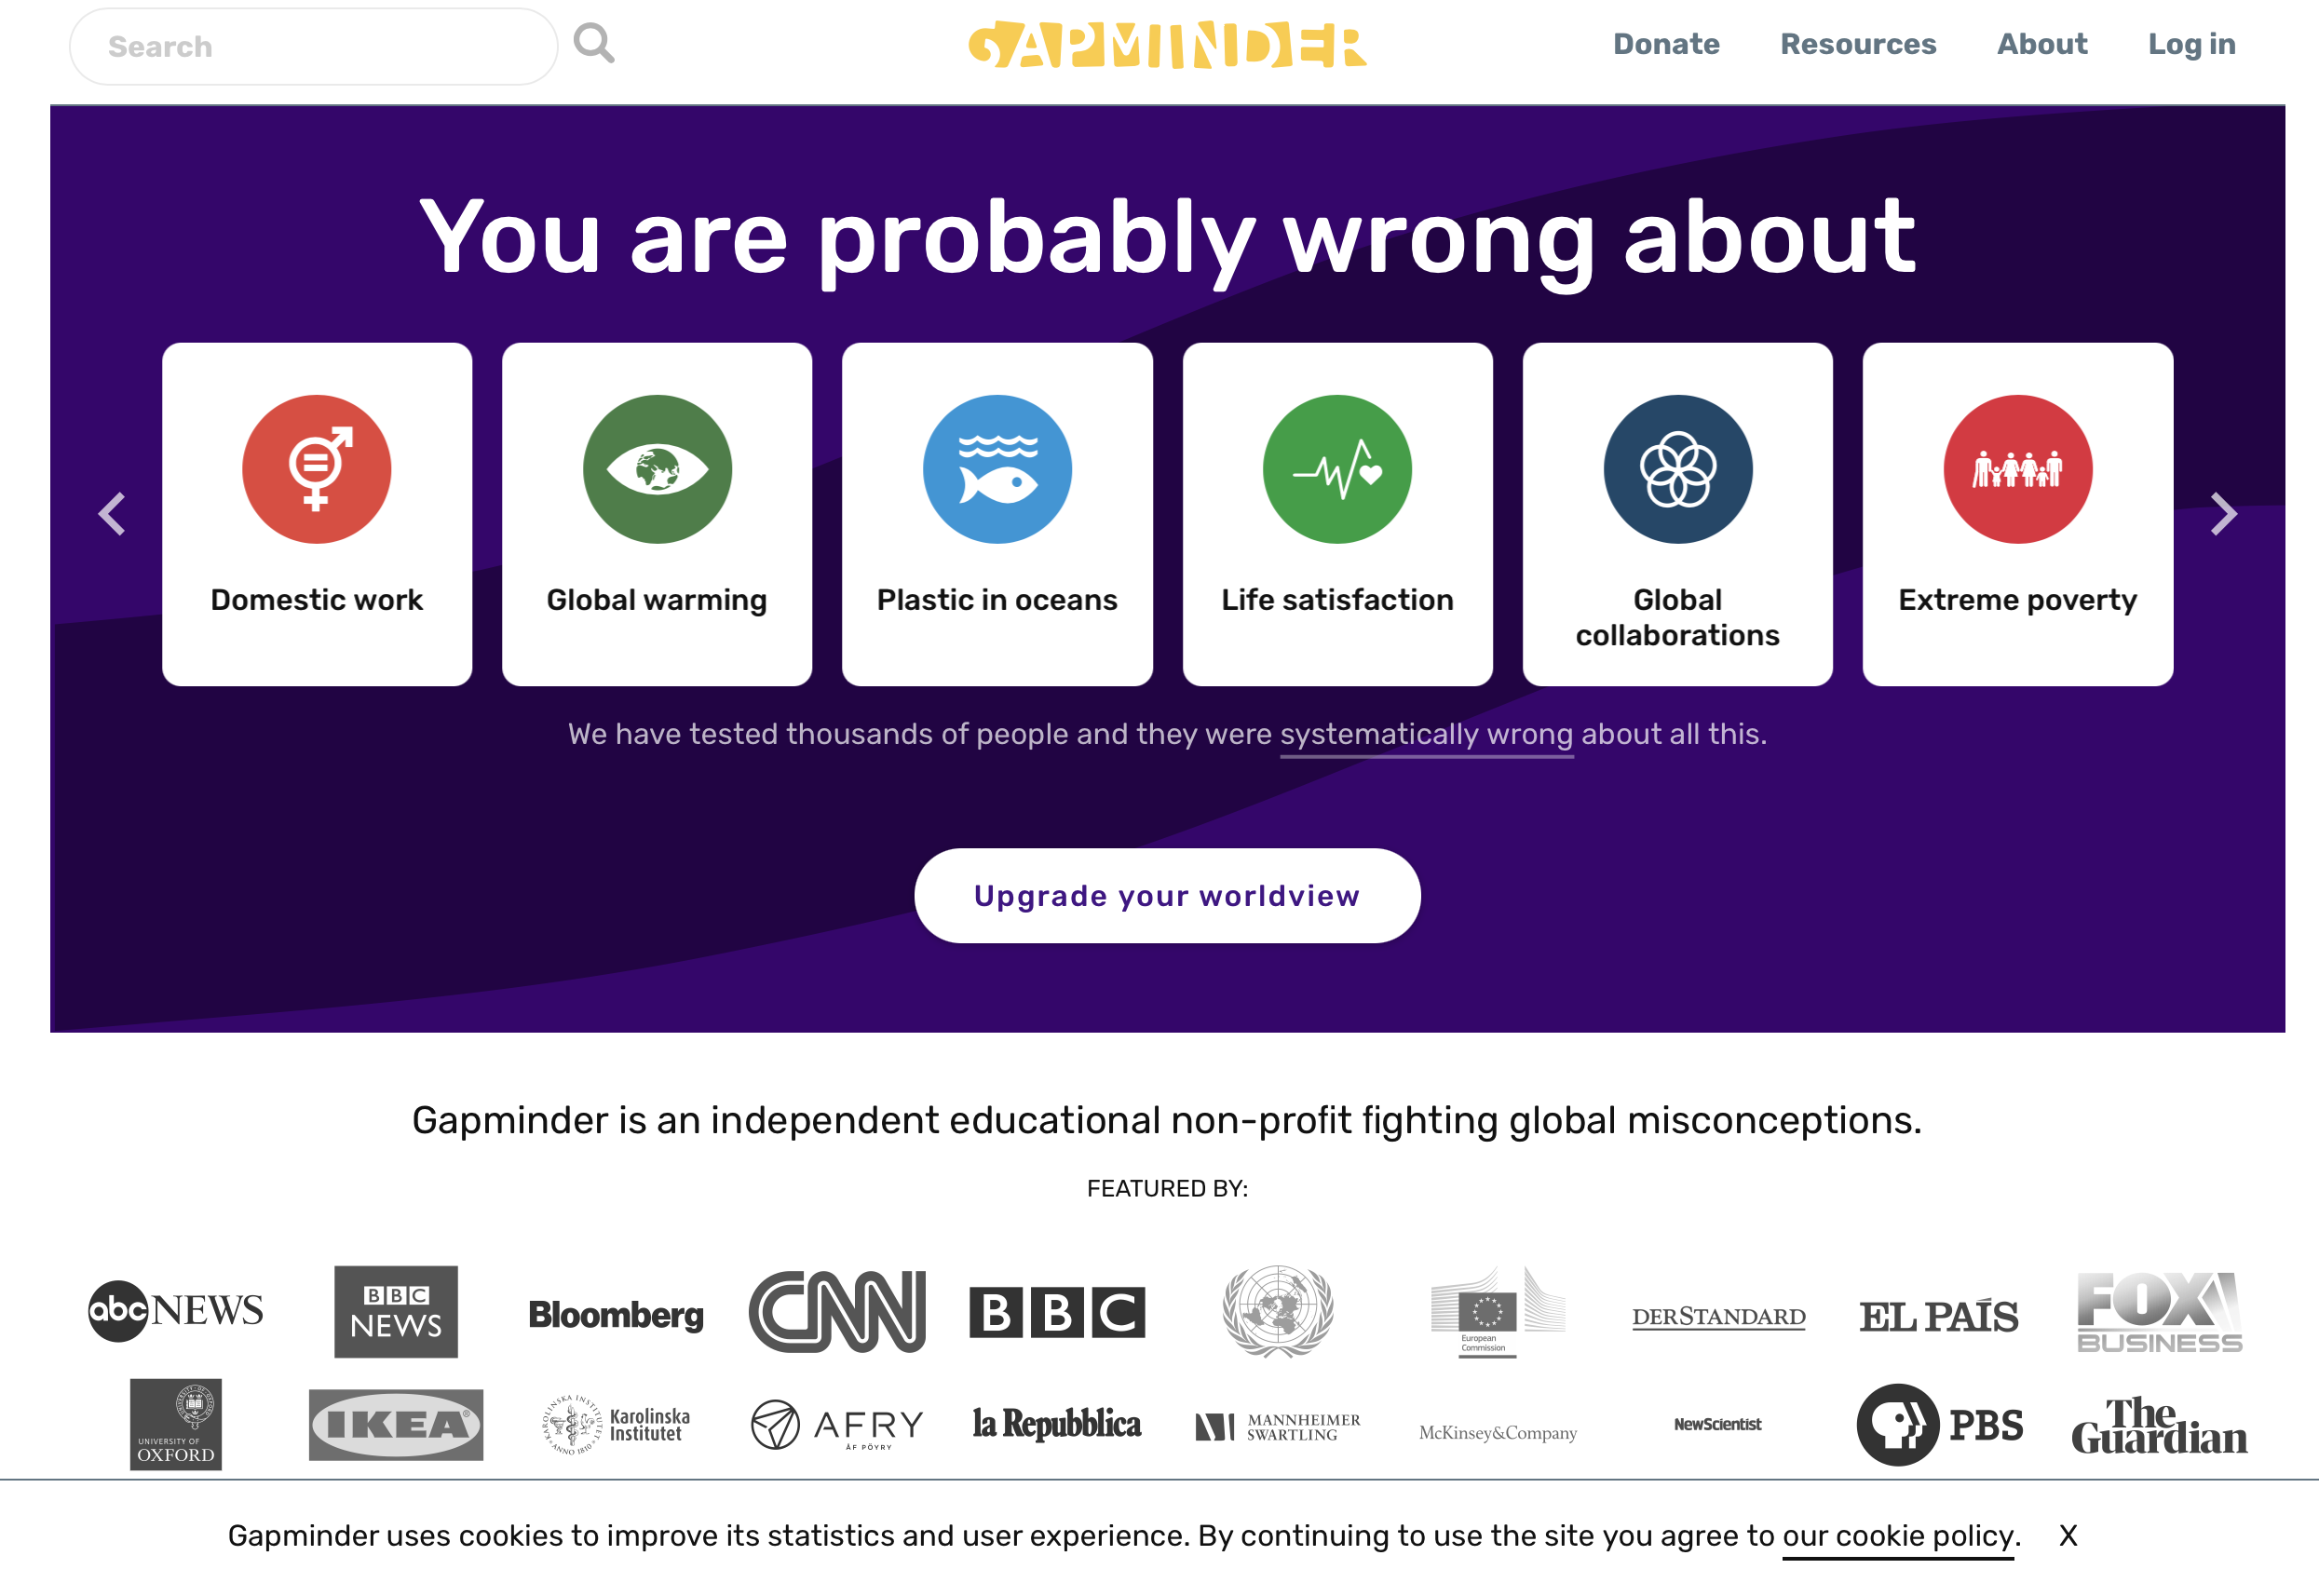 Search
GAPMINDER
Donate
Resources
About
Log in
You are probably wrong about
Domestic work
Global warming
Plastic in oceans
Life satisfaction
Global
collaborations
Extreme poverty
We have tested thousands of people and they were systematically wrong about all this.
Upgrade your worldview
Gapminder is an independent educational non-profit fighting global misconceptions.
FEATURED BY:
abc NEWS
BBC
NEWS
Bloomberg
CNN
BBC
European
Commission
DERSTANDARD
EL PAÍS
FOX
BUSINESS
UNIVERSITY OF
OXFORD
IKEA®
KAROLINSKA INSTITUTET
ANNO 1810
Karolinska
Institutet
AFRY
ÅF PÖYRY
la Repubblica
MANNHEIMER
SWARTLING
McKinsey&Company
NewScientist
PBS
The
Guardian
Gapminder uses cookies to improve its statistics and user experience. By continuing to use the site you agree to our cookie policy. X